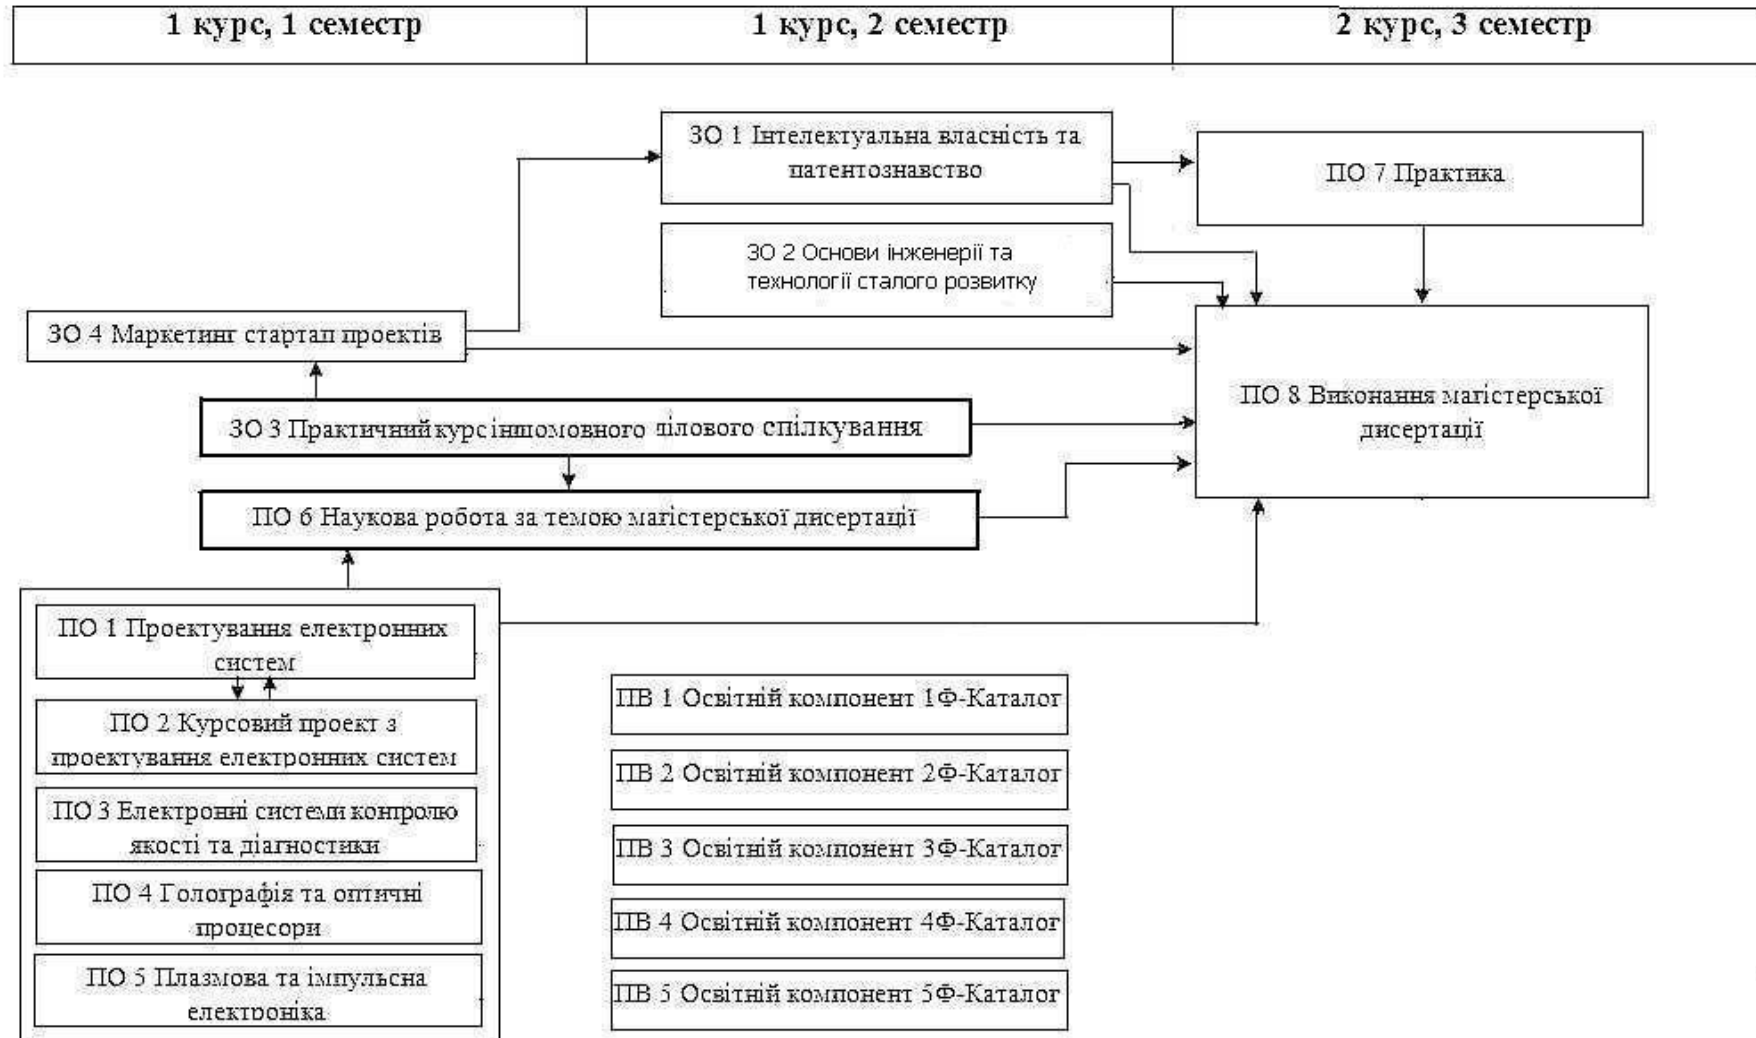 1 курс, 1 семестр
1 курс, 2 семестр
2 курс, 3 семестр
ЗО 1 Інтелектуальна власність та
патентознавство
ПО 7 Практика
ЗО 2 Основи інженерії та
технології сталого розвитку
ЗО 4 Маркетинг стартап проектів
ЗО 3 Практичний курс іншомовного ділового спілкування
ПО 8 Виконання магістерської
дисертації
ПО 6 Наукова робота за темою магістерської дисертації
ПО 1 Проектування електронних
систем
ПО 2 Курсовий проект з
проектування електронних систем
ПО 3 Електронні системи контролю
якості та діагностики
ПО 4 Голографія та оптичні
процесори
ПО 5 Плазмова та імпульсна
електроніка
ПВ 1 Освітній компонент 1Ф-Каталог
ПВ 2 Освітній компонент 2Ф-Каталог
ПВ 3 Освітній компонент 3Ф-Каталог
ПВ 4 Освітній компонент 4Ф-Каталог
ПВ 5 Освітній компонент 5Ф-Каталог